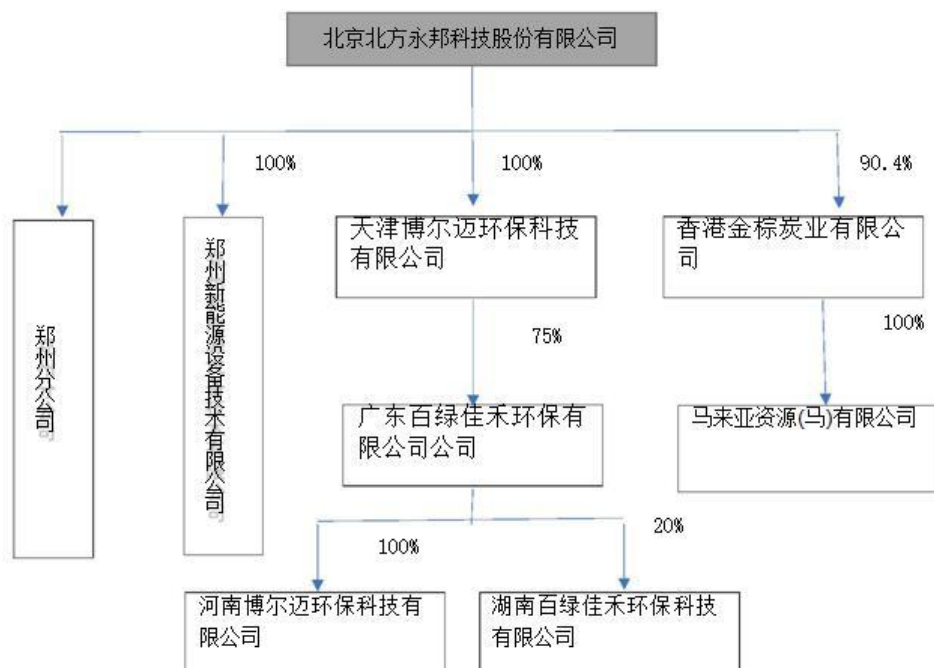 北京北方永邦科技股份有限公司
100%
100%
90.4%
郑州分公司
郑州新能源设备技术有限公司
天津博尔迈环保科技
有限公司
香港金棕炭业有限公
司
75%
100%
广东百绿佳禾环保有
限公司公司
马来亚资源(马)有限公司
100%
20%
河南博尔迈环保科技有
限公司
湖南百绿佳禾环保科技
有限公司